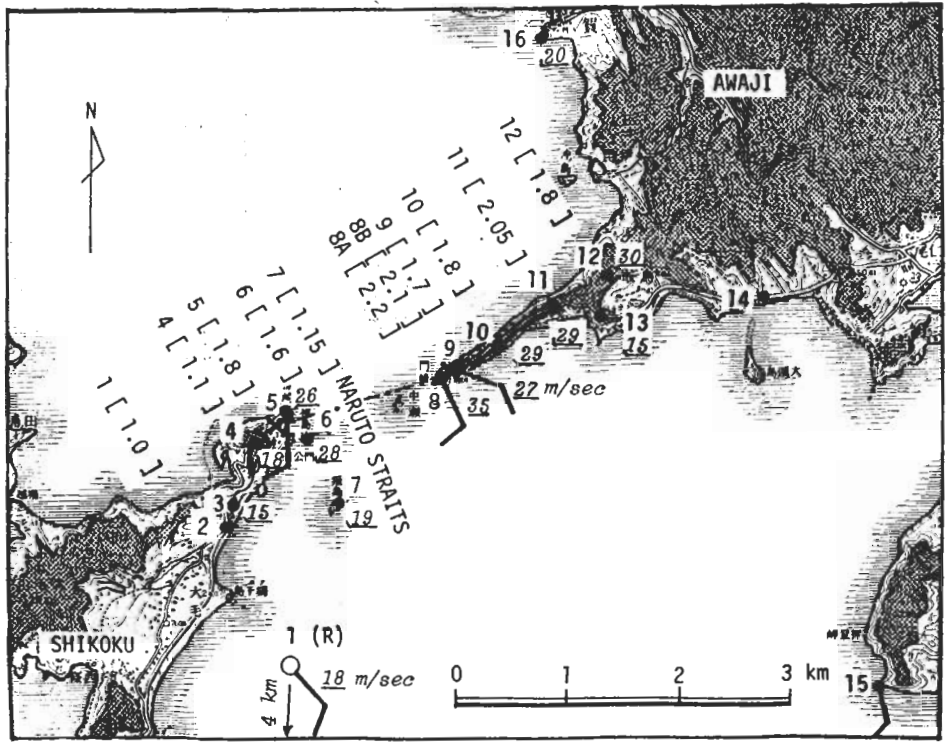 賀
16
20
AWAJI
N
12 [ 1.8 ]
11 [ 2.05 ]
10 [ 1.8 ]
9 [ 1.7 ]
8B [ 2.1 ]
8A [ 2.2 ]
7 [ 1.15 ]
6 [ 1.6 ]
5 [ 1.8 ]
4 [ 1.1 ]
1 [ 1.0 ]
12
30
11
14
13
15
10
29
29
9
8
27 m/sec
35
5
26
6
4
18
28
NARUTO STRAITS
7
19
3
15
2
SHIKOKU
1 (R)
18 m/sec
4 km
0 1 2 3 km
15